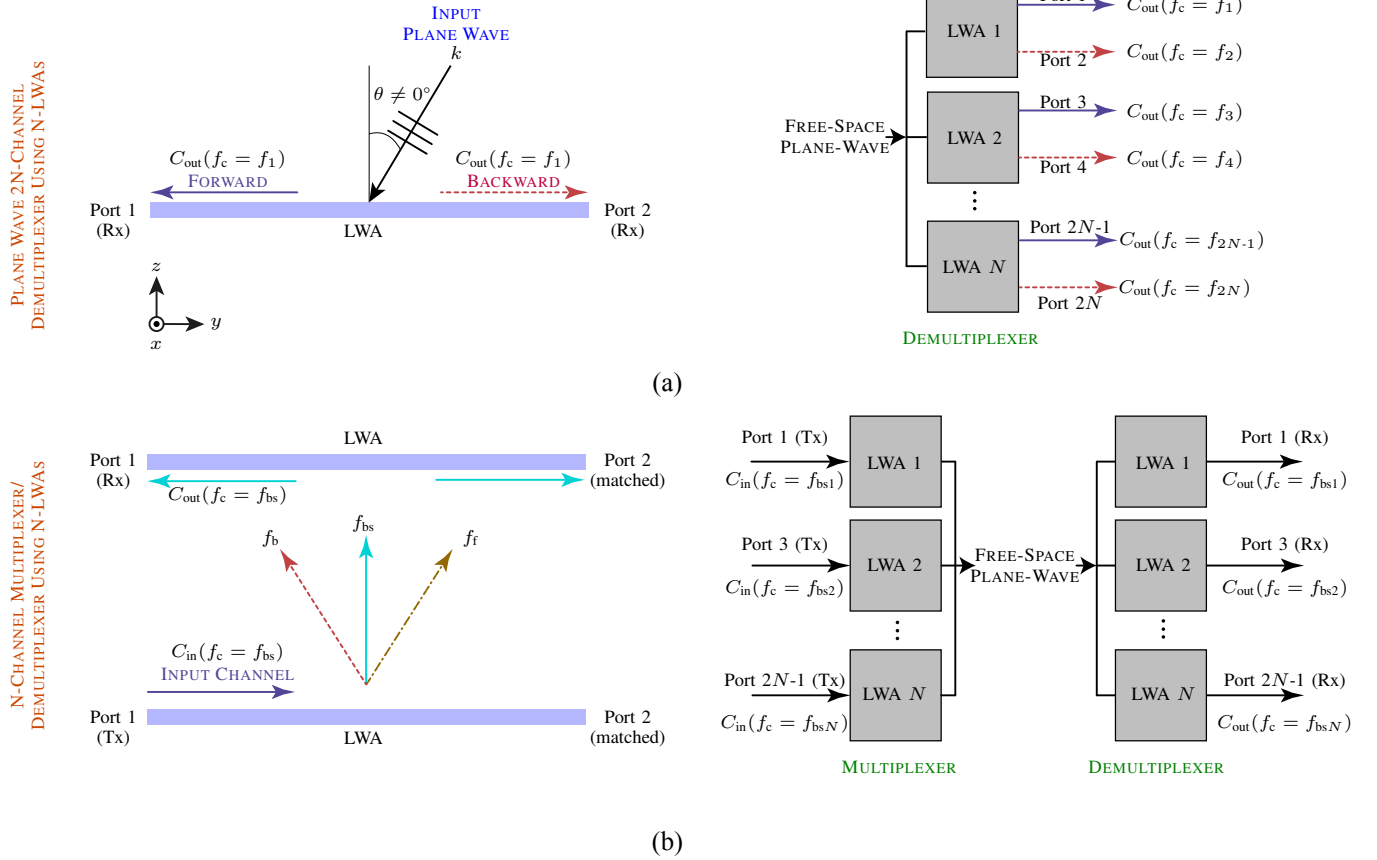 PLANE WAVE 2N-CHANNEL
DEMULTIPLEXER USING N-LWAS
INPUT
PLANE WAVE
k
θ ≠ 0°
C_out(f_c = f_1)
FORWARD
C_out(f_c = f_1)
BACKWARD
Port 1
(Rx)
LWA
Port 2
(Rx)
z
y
x
FREE-SPACE
PLANE-WAVE
LWA 1
C_out(f_c = f_1)
Port 2
C_out(f_c = f_2)
LWA 2
Port 3
C_out(f_c = f_3)
Port 4
C_out(f_c = f_4)
⋮
LWA N
Port 2N-1
C_out(f_c = f_{2N-1})
Port 2N
C_out(f_c = f_{2N})
DEMULTIPLEXER
(a)
N-CHANNEL MULTIPLEXER/
DEMULTIPLEXER USING N-LWAS
LWA
Port 1
(Rx)
Port 2
(matched)
C_out(f_c = f_bs)
f_b
f_bs
f_f
C_in(f_c = f_bs)
INPUT CHANNEL
Port 1
(Tx)
LWA
Port 2
(matched)
Port 1 (Tx)
C_in(f_c = f_bs1)
LWA 1
Port 3 (Tx)
C_in(f_c = f_bs2)
LWA 2
⋮
Port 2N-1 (Tx)
C_in(f_c = f_bsN)
LWA N
MULTIPLEXER
FREE-SPACE
PLANE-WAVE
LWA 1
Port 1 (Rx)
C_out(f_c = f_bs1)
LWA 2
Port 3 (Rx)
C_out(f_c = f_bs2)
⋮
LWA N
Port 2N-1 (Rx)
C_out(f_c = f_bsN)
DEMULTIPLEXER
(b)